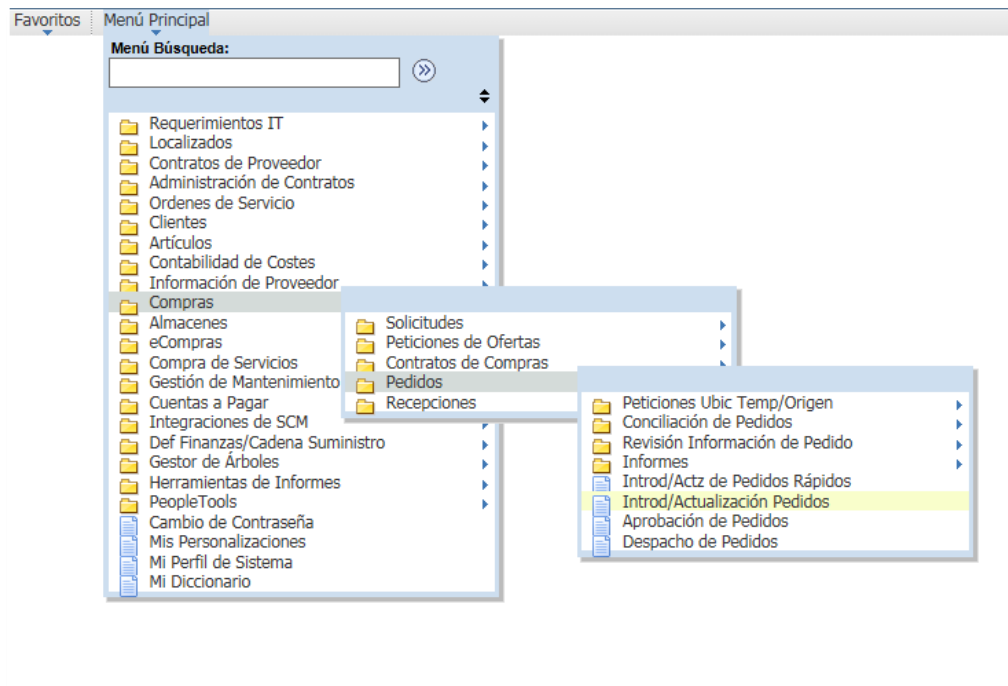 Favoritos
Menú Principal
Menú Búsqueda:
Requerimientos IT
Localizados
Contratos de Proveedor
Administración de Contratos
Ordenes de Servicio
Clientes
Artículos
Contabilidad de Costes
Información de Proveedor
Compras
Almacenes
eCompras
Compra de Servicios
Gestión de Mantenimiento
Cuentas a Pagar
Integraciones de SCM
Def Finanzas/Cadena Suministro
Gestor de Árboles
Herramientas de Informes
PeopleTools
Cambio de Contraseña
Mis Personalizaciones
Mi Perfil de Sistema
Mi Diccionario
Solicitudes
Peticiones de Ofertas
Contratos de Compras
Pedidos
Recepciones
Peticiones Ubic Temp/Origen
Conciliación de Pedidos
Revisión Información de Pedido
Informes
Introd/Actz de Pedidos Rápidos
Introd/Actualización Pedidos
Aprobación de Pedidos
Despacho de Pedidos